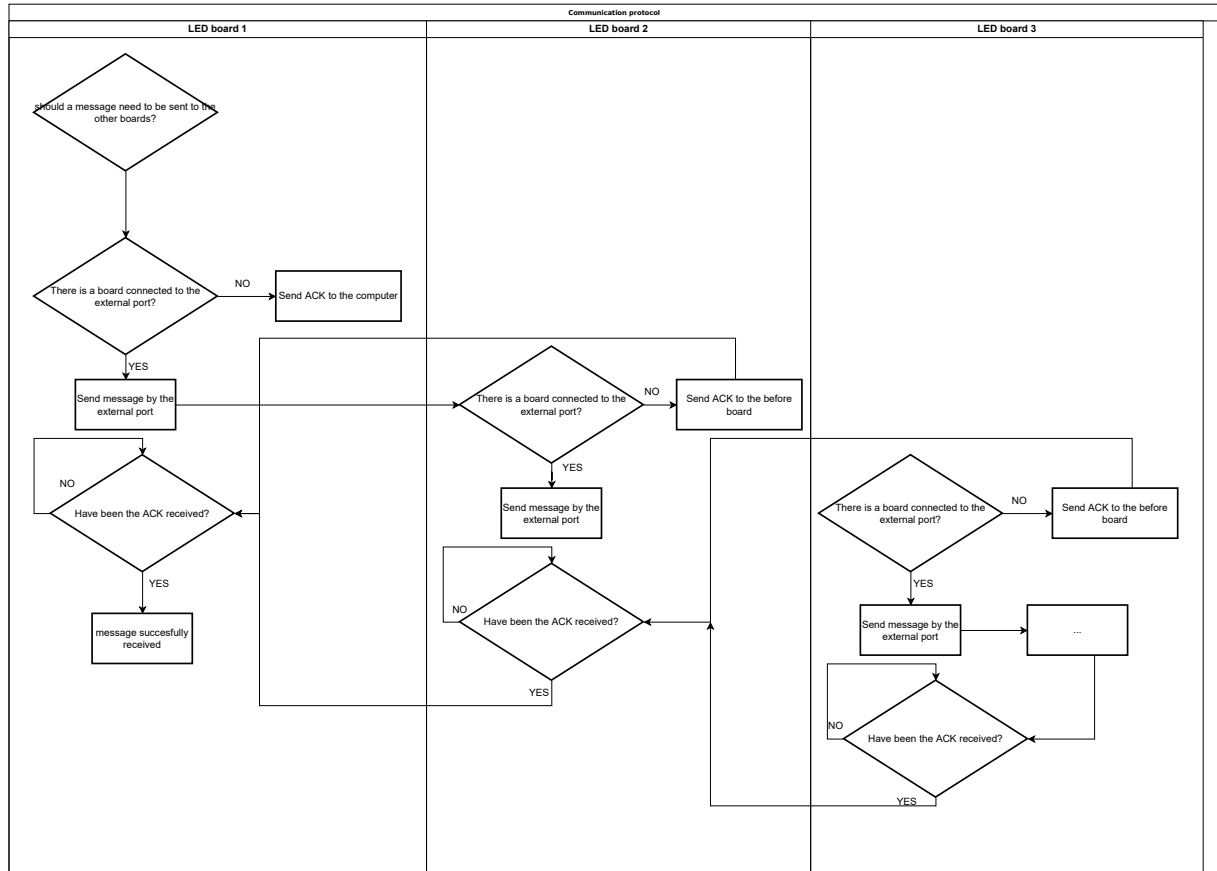 Communication protocol
LED board 1
LED board 2
LED board 3
should a message need to be sent to the
other boards?
There is a board connected to the
external port?
NO
Send ACK to the computer
YES
Send message by the
external port
NO
Have been the ACK received?
YES
message succesfully
received
There is a board connected to the
external port?
NO
Send ACK to the before
board
YES
Send message by the
external port
NO
Have been the ACK received?
YES
There is a board connected to the
external port?
NO
Send ACK to the before
board
YES
Send message by the
external port
...
NO
Have been the ACK received?
YES